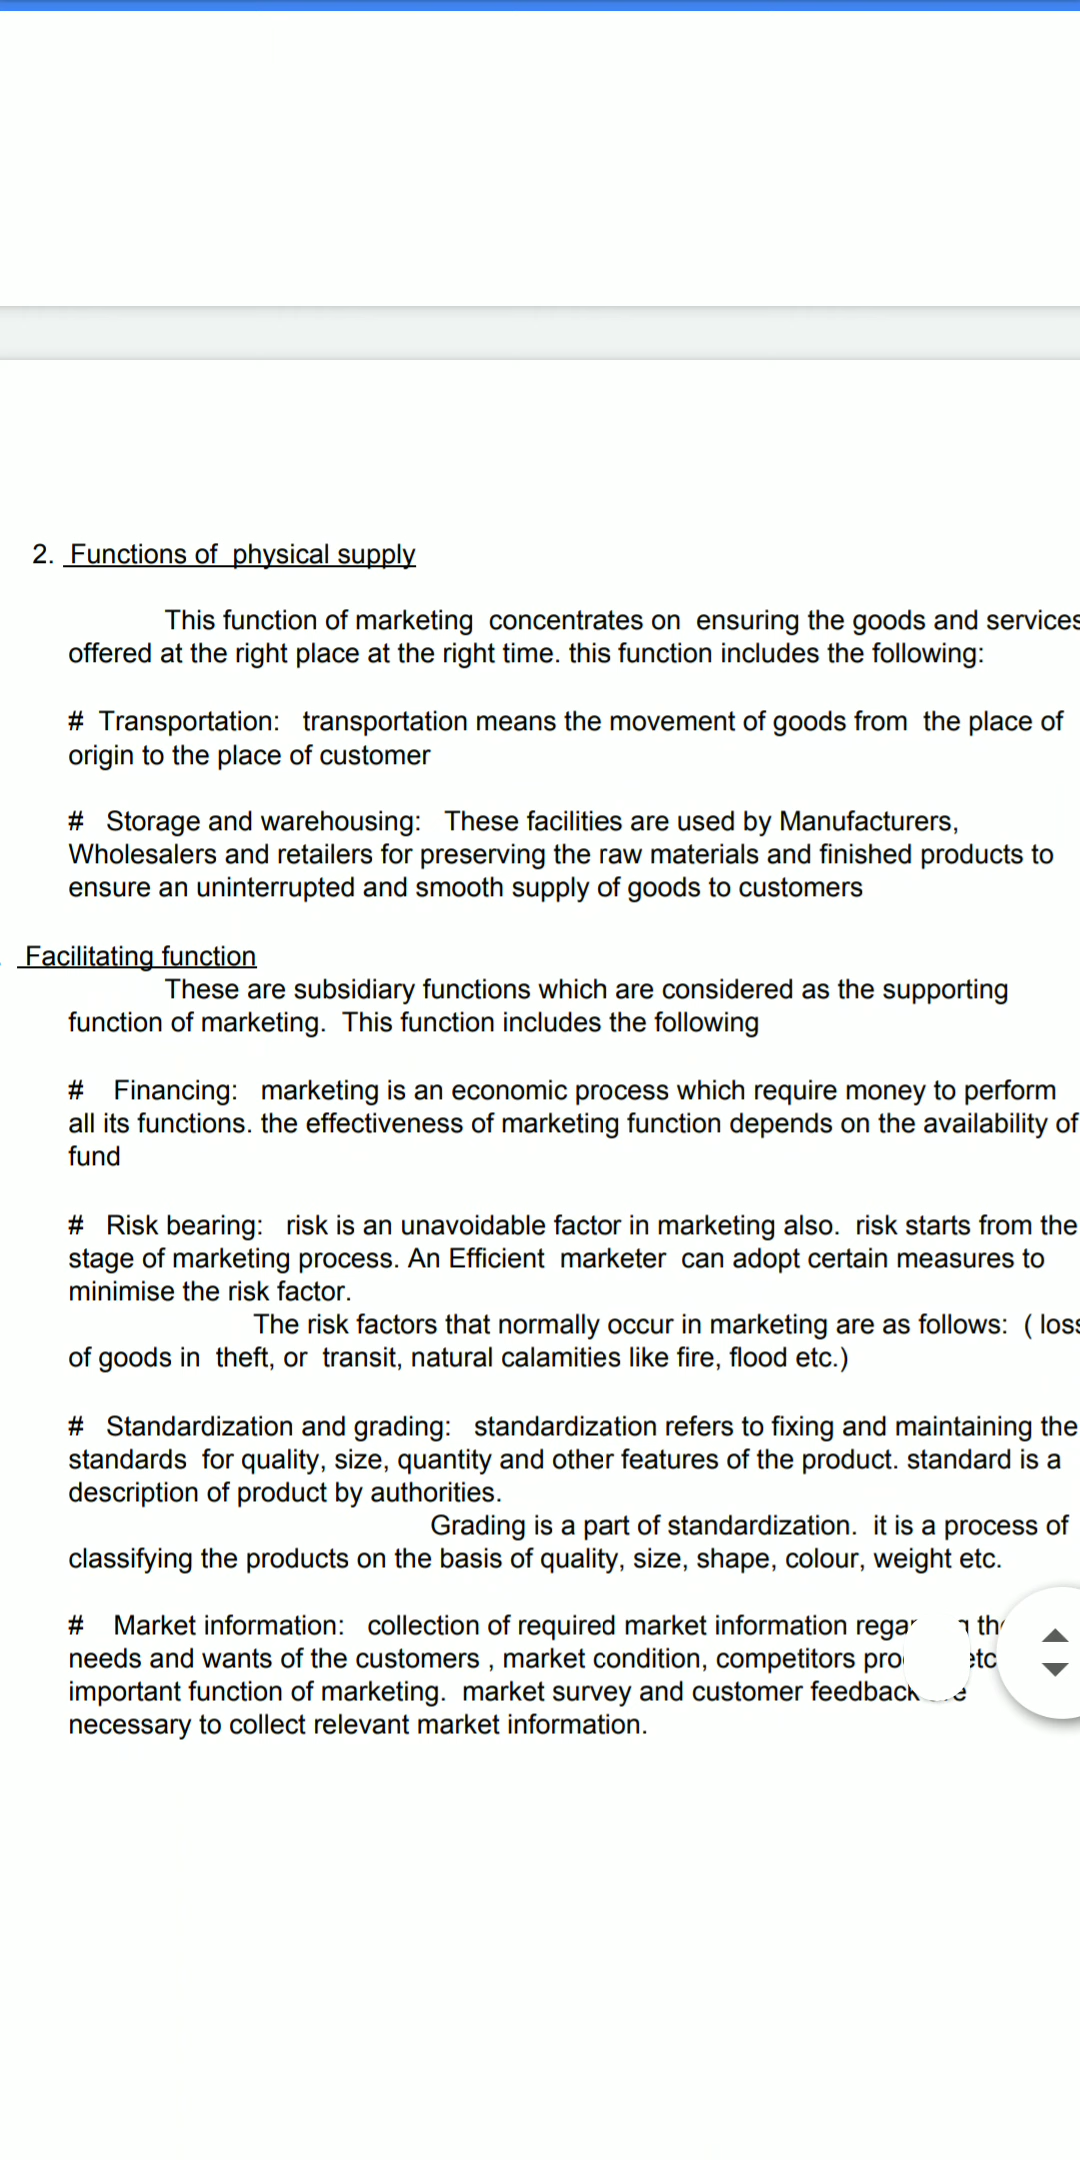 2. Functions of physical supply
This function of marketing concentrates on ensuring the goods and services
offered at the right place at the right time. this function includes the following:
# Transportation: transportation means the movement of goods from the place of
origin to the place of customer
# Storage and warehousing: These facilities are used by Manufacturers,
Wholesalers and retailers for preserving the raw materials and finished products to
ensure an uninterrupted and smooth supply of goods to customers
Facilitating function
These are subsidiary functions which are considered as the supporting
function of marketing. This function includes the following
# Financing: marketing is an economic process which require money to perform
all its functions. the effectiveness of marketing function depends on the availability of
fund
# Risk bearing: risk is an unavoidable factor in marketing also. risk starts from the
stage of marketing process. An Efficient marketer can adopt certain measures to
minimise the risk factor.
The risk factors that normally occur in marketing are as follows: ( loss
of goods in theft, or transit, natural calamities like fire, flood etc.)
# Standardization and grading: standardization refers to fixing and maintaining the
standards for quality, size, quantity and other features of the product. standard is a
description of product by authorities.
Grading is a part of standardization. it is a process of
classifying the products on the basis of quality, size, shape, colour, weight etc.
# Market information: collection of required market information
needs and wants of the customers , market condition, competitors etc
important function of marketing. market survey and customer feedback
necessary to collect relevant market information.